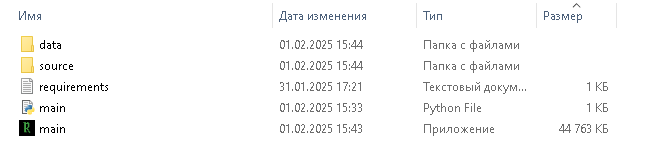 Имя Дата изменения Тип Размер
data 01.02.2025 15:44 Папка с файлами
source 01.02.2025 15:44 Папка с файлами
requirements 31.01.2025 17:21 Текстовый докум... 1 КБ
main 01.02.2025 15:33 Python File 1 КБ
R main 01.02.2025 15:43 Приложение 44 763 КБ